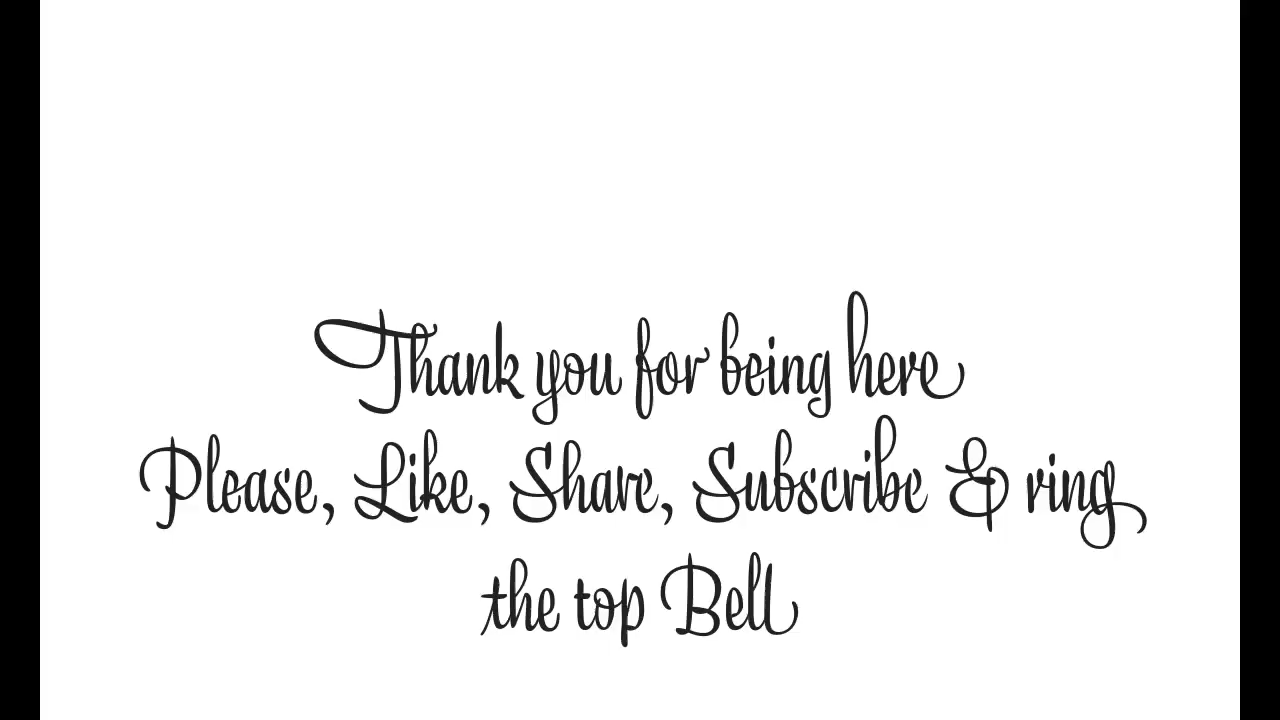 Thank you for being here
Please, Like, Share, Subscribe & ring
the top Bell